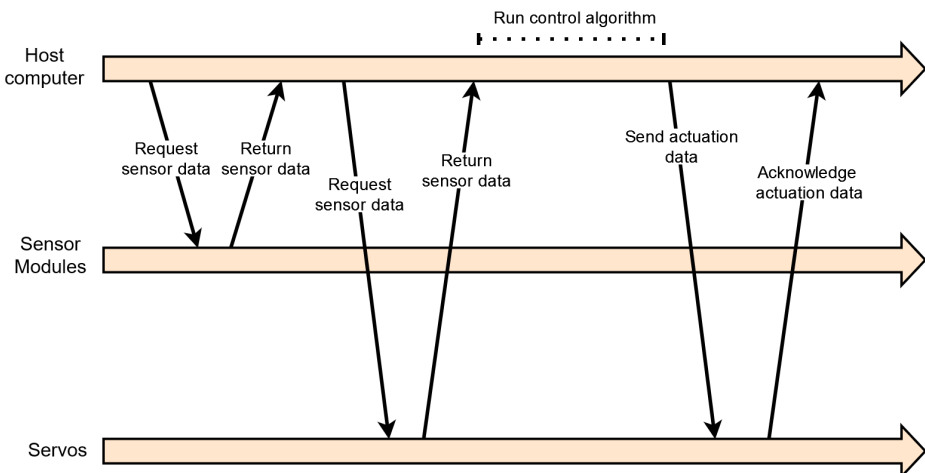 Run control algorithm
Host
computer
Request
sensor data
Return
sensor data
Request
sensor data
Return
sensor data
Send actuation
data
Acknowledge
actuation data
Sensor
Modules
Servos